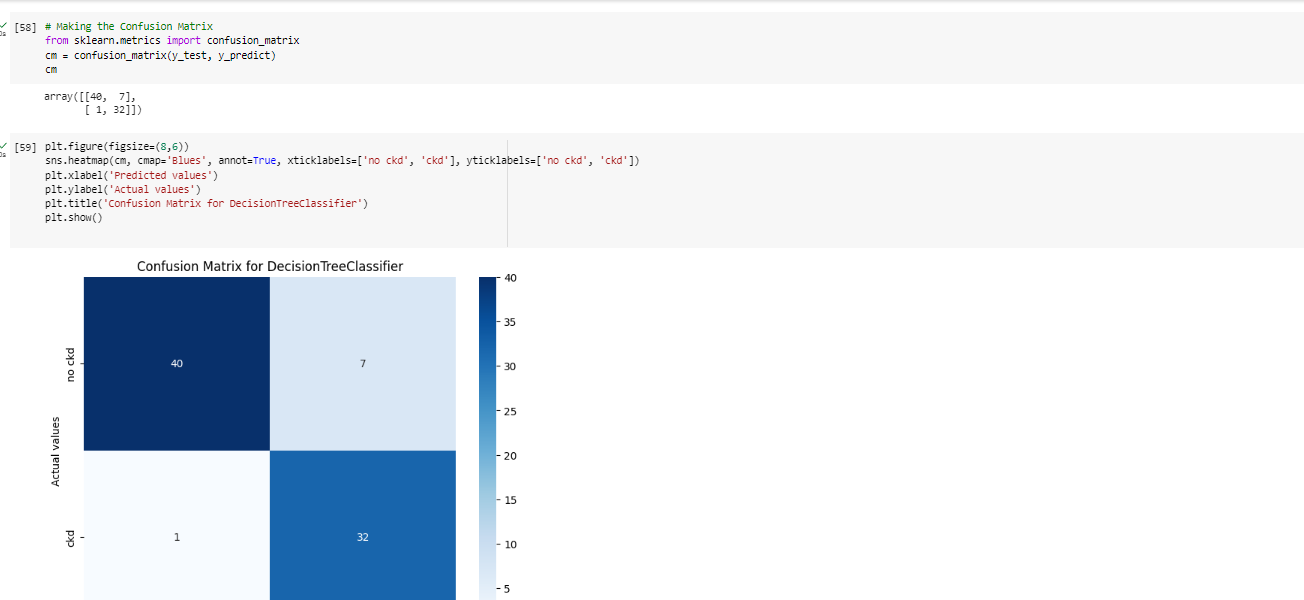 [58] # Making the Confusion Matrix
from sklearn.metrics import confusion_matrix
cm = confusion_matrix(y_test, y_predict)
cm
array([[40, 7],
[ 1, 32]])
[59] plt.figure(figsize=(8,6))
sns.heatmap(cm, cmap='Blues', annot=True, xticklabels=['no ckd', 'ckd'], yticklabels=['no ckd', 'ckd'])
plt.xlabel('Predicted values')
plt.ylabel('Actual values')
plt.title('Confusion Matrix for DecisionTreeClassifier')
plt.show()
Confusion Matrix for DecisionTreeClassifier
Actual values
no ckd
40
7
ckd
1
32
40
35
30
25
20
15
10
5